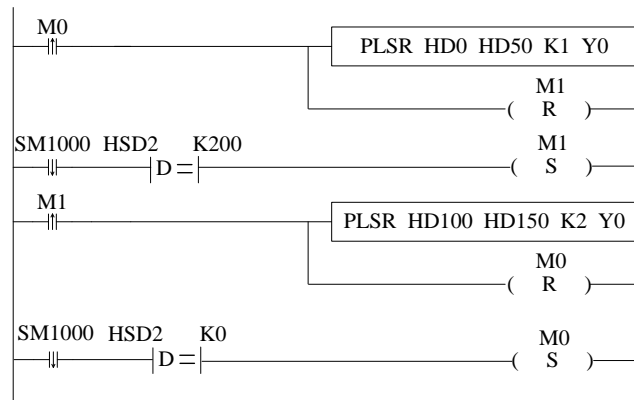 M0
PLSR HD0 HD50 K1 Y0
M1
( R )
SM1000 HSD2 K200 M1
D = ( S )
M1
PLSR HD100 HD150 K2 Y0
M0
( R )
SM1000 HSD2 K0 M0
D = ( S )